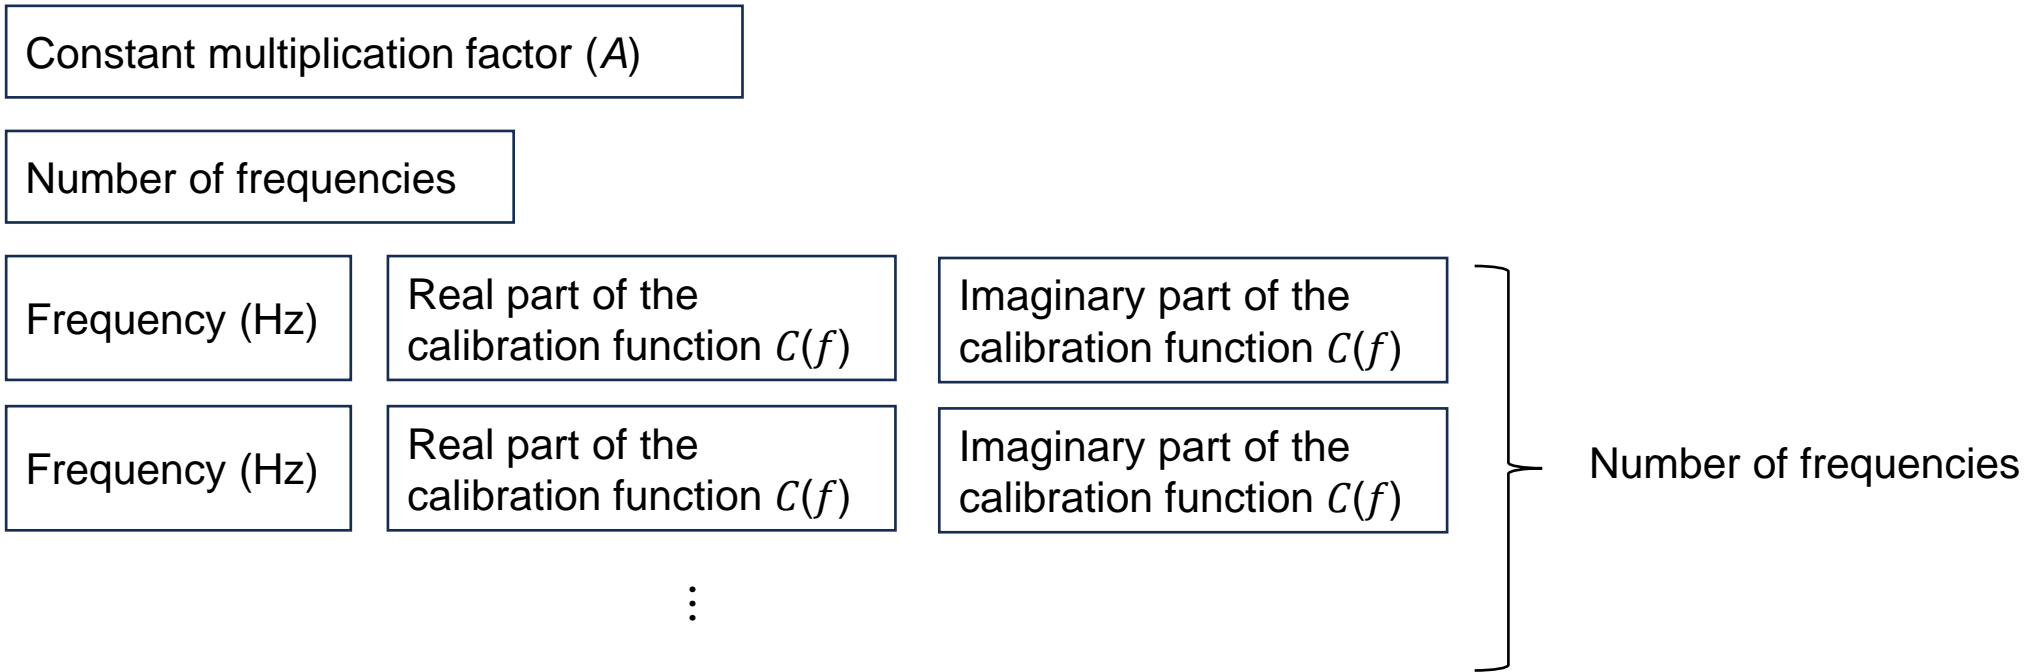 Constant multiplication factor (A)
Number of frequencies
Frequency (Hz)
Real part of the
calibration function C(f)
Imaginary part of the
calibration function C(f)
Frequency (Hz)
Real part of the
calibration function C(f)
Imaginary part of the
calibration function C(f)
Number of frequencies
⋮